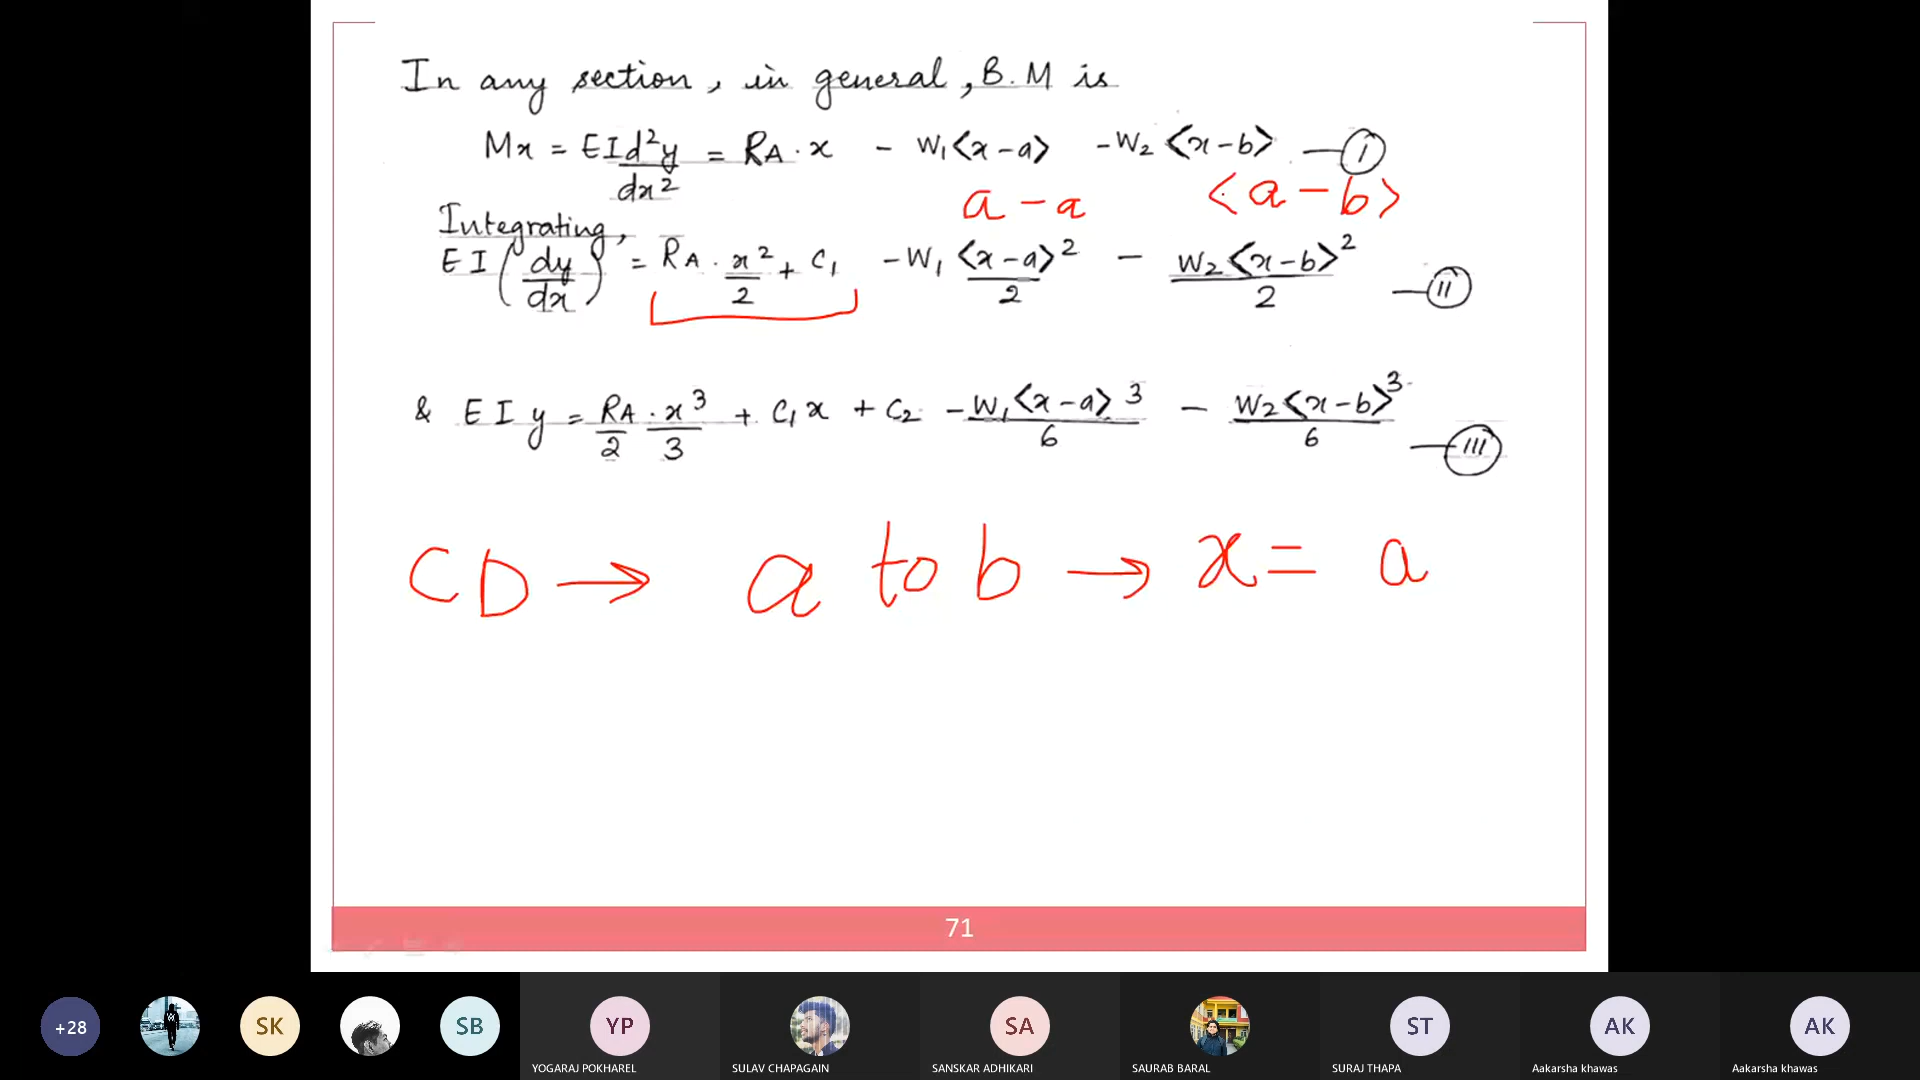 In any section, in general, B.M is
Mx = EI d²y/dx² = RA · x - W₁<x-a> - W₂<x-b> — I
a - a <a - b>
Integrating,
EI (dy/dx) = RA · x²/2 + C₁ - W₁<x-a>²/2 - W₂<x-b>²/2 — II
& EIy = RA/2 · x³/3 + C₁x + C₂ - W₁<x-a>³/6 - W₂<x-b>³/6 — III
CD → a to b → x = a
71
+28
SK
SB
YP
SA
ST
AK
AK
YOGARAJ POKHAREL
SULAV CHAPAGAIN
SANSKAR ADHIKARI
SAURAB BARAL
SURAJ THAPA
Aakarsha khawas
Aakarsha khawas